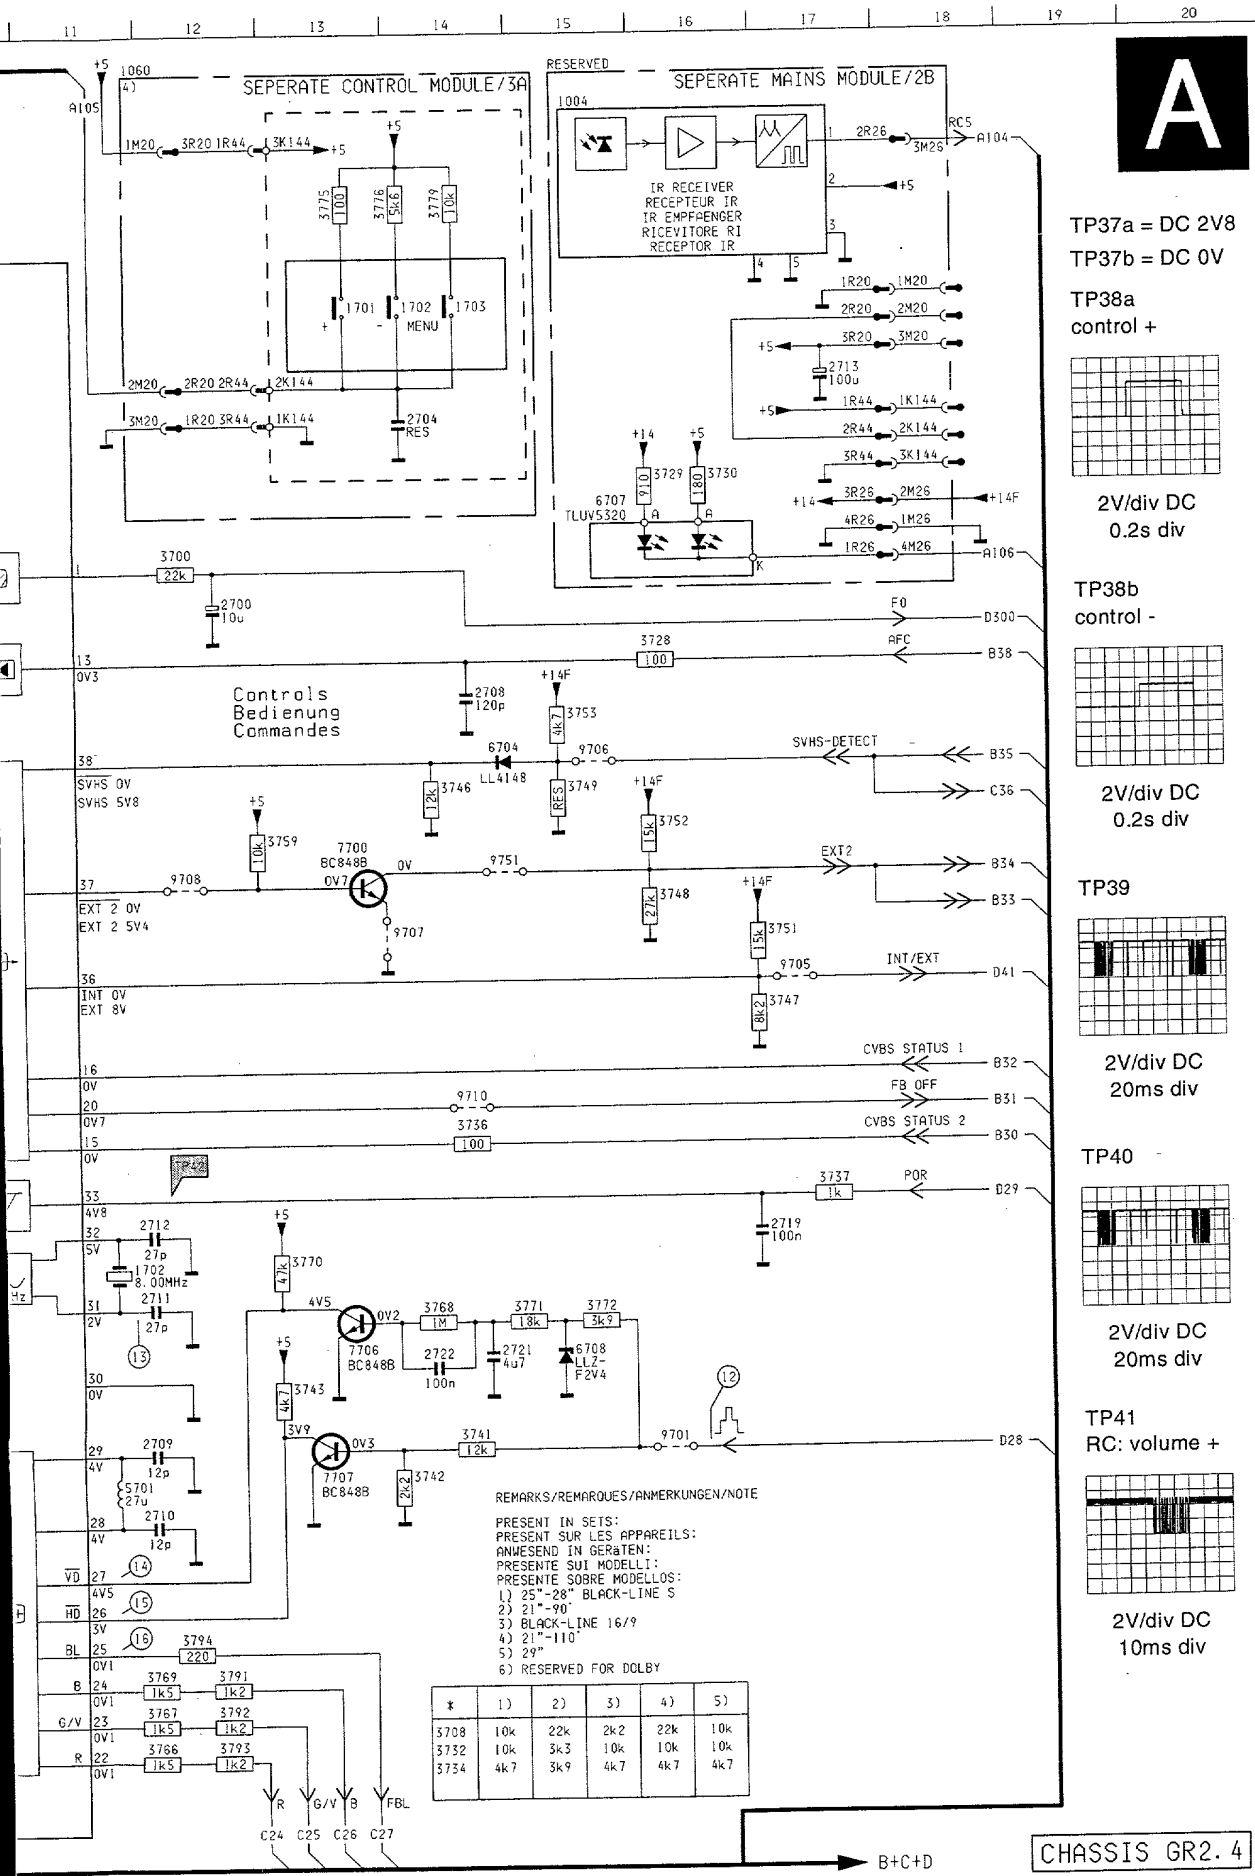 11 12 13 14 15 16 17 18 19 20
A
+5
1060
4)
SEPERATE CONTROL MODULE/3A
A105
1M20 3R20 1R44 3K144 +5
+5
3775 100
3776 5k6
3779 10k
1701 1702 1703
+ - MENU
2M20 2R20 2R44 2K144
3M20 1R20 3R44 1K144
2704
RES
RESERVED
SEPERATE MAINS MODULE/2B
1004
IR RECEIVER
RECEPTEUR IR
IR EMPFAENGER
RICEVITORE RI
RECEPTOR IR
1 2R26 3M26 RC5 A104
2 +5
3
4 5
1R20 1M20
2R20 2M20
+5 3R20 3M20
2713
100u
+5 1R44 1K144
2R44 2K144
3R44 3K144
+14 3R26 2M26 +14F
4R26 1M26
1R26 4M26 A106
+14 +5
910 3729 180 3730
6707
TLUV5320 A A
K
TP37a = DC 2V8
TP37b = DC 0V
TP38a
control +
2V/div DC
0.2s div
TP38b
control -
2V/div DC
0.2s div
TP39
2V/div DC
20ms div
TP40
2V/div DC
20ms div
TP41
RC: volume +
2V/div DC
10ms div
1 3700
22k
2700
10u
F0 D300
13
0V3
3728
100
AFC B38
Controls
Bedienung
Commandes
2708
120p
+14F
4k7 3753
38
SVHS 0V
SVHS 5V8
6704
LL4148
9706
SVHS-DETECT B35
C36
12k 3746
RES 3749
+14F
15k 3752
+5
10k 3759
7700
BC848B
0V7 0V
9751
EXT2 B34
B33
37 9708
EXT 2 0V
EXT 2 5V4
9707
27k 3748
+14F
15k 3751
36
INT 0V
EXT 8V
9705
INT/EXT D41
8k2 3747
16
0V
CVBS STATUS 1 B32
20
0V7
9710
FB OFF B31
15
0V
3736
100
CVBS STATUS 2 B30
TP42
33
4V8
3737
1k
POR D29
2719
100n
32
5V
2712
27p
1702
8.00MHz
Hz
31
2V
2711
27p
13
+5
47k 3770
4V5 0V2
7706
BC848B
3768
1M
2722
100n
3771
18k
2721
4u7
3772
3k9
6708
LLZ-
F2V4
30
0V
+5
4k7 3743
3V9 0V3
7707
BC848B
3741
12k
2k2 3742
9701
12
D28
29
4V
2709
12p
5701
27u
28
4V
2710
12p
VD 27 14
4V5
HD 26 15
3V
BL 25 16
0V1
3794
220
B 24
0V1
3769
1k5
3791
1k2
G/V 23
0V1
3767
1k5
3792
1k2
R 22
0V1
3766
1k5
3793
1k2
R G/V B FBL
C24 C25 C26 C27
REMARKS/REMARQUES/ANMERKUNGEN/NOTE
PRESENT IN SETS:
PRESENT SUR LES APPAREILS:
ANWESEND IN GERäTEN:
PRESENTE SUI MODELLI:
PRESENTE SOBRE MODELLOS:
1) 25"-28" BLACK-LINE S
2) 21"-90°
3) BLACK-LINE 16/9
4) 21"-110°
5) 29"
6) RESERVED FOR DOLBY
* 1) 2) 3) 4) 5)
3708 10k 22k 2k2 22k 10k
3732 10k 3k3 10k 10k 10k
3734 4k7 3k9 4k7 4k7 4k7
B+C+D
CHASSIS GR2.4